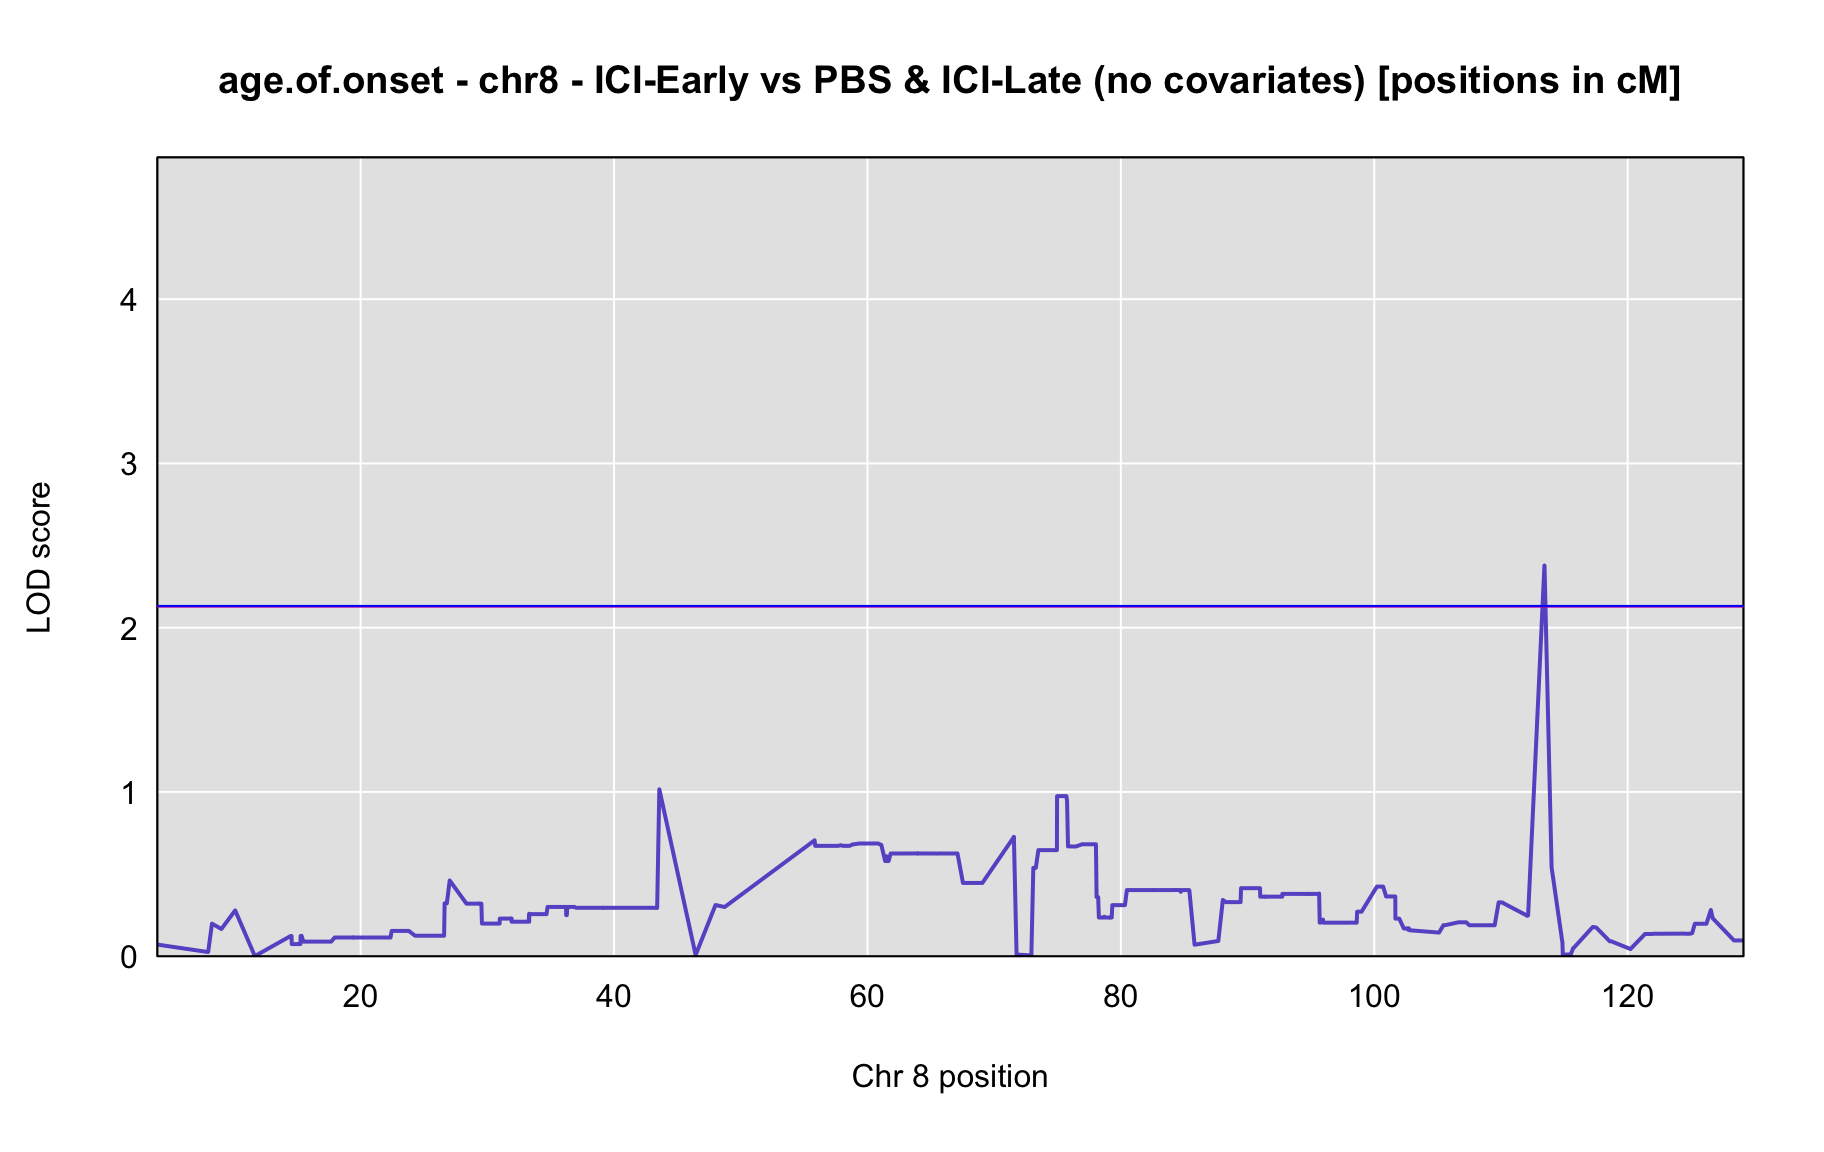 age.of.onset - chr8 - ICI-Early vs PBS & ICI-Late (no covariates) [positions in cM]
4
3
2
1
0
LOD score
20 40 60 80 100 120
Chr 8 position